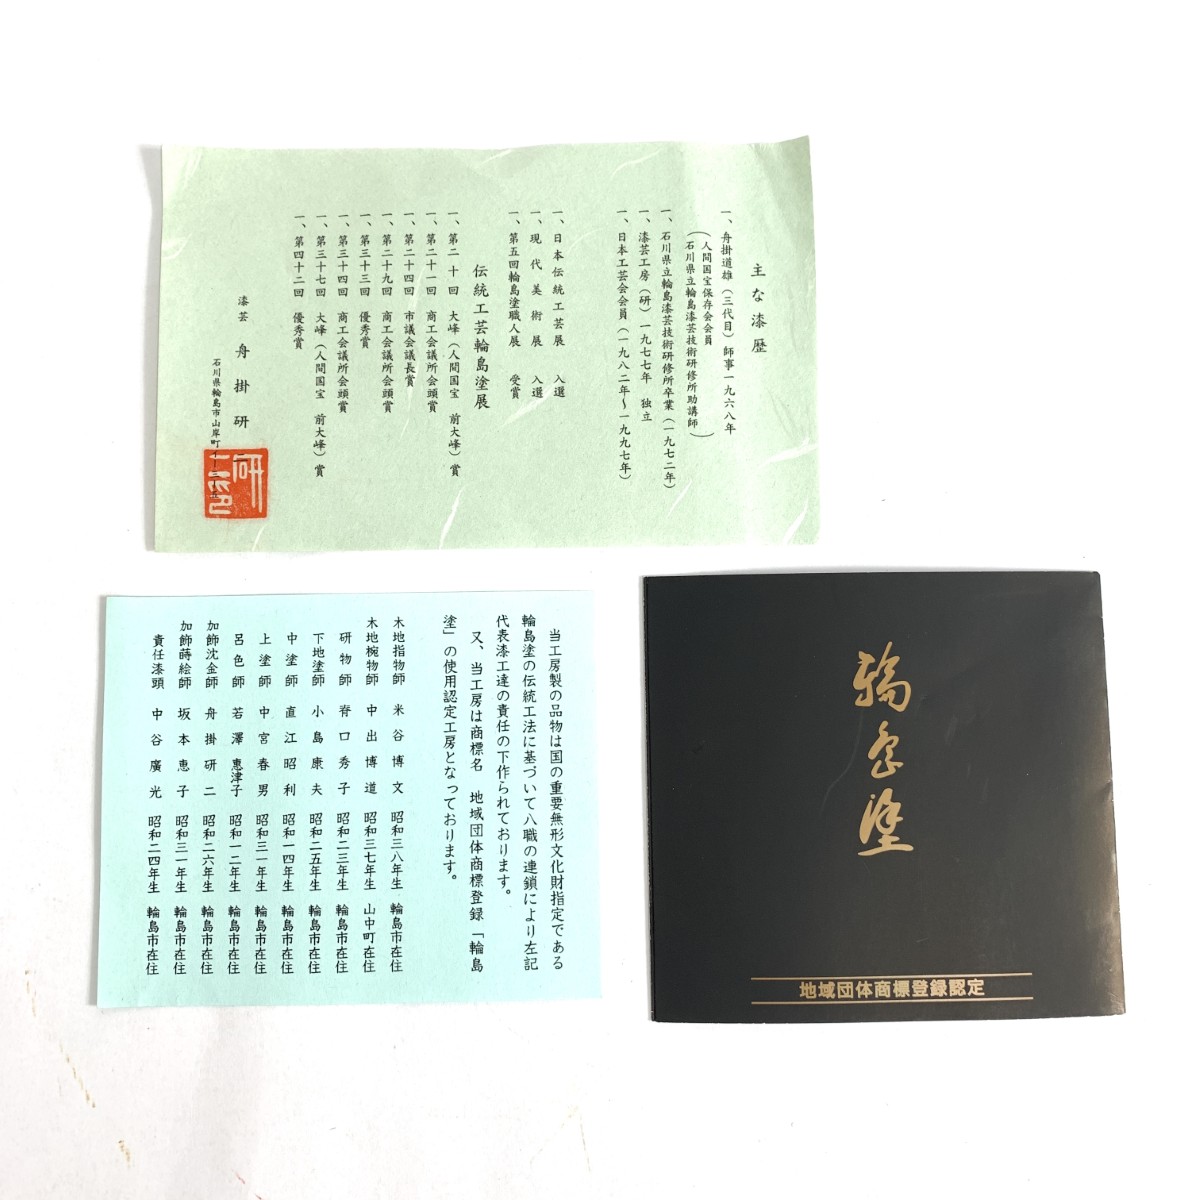 主な漆歴
一、舟掛道雄(三代目)師事一九六八年
(人間国宝保存会会員
石川県立輪島漆芸技術研修所助講師)
一、石川県立輪島漆芸技術研修所卒業(一九七二年)
一、漆芸工房(研)一九七七年 独立
一、日本工芸会会員(一九八二年~一九九七年)
一、日本伝統工芸展 入選
一、現代美術展 入選
一、第五回輪島塗職人展 受賞
伝統工芸輪島塗展
一、第二十回 大峰(人間国宝 前大峰)賞
一、第二十一回 商工会議所会頭賞
一、第二十四回 市議会議長賞
一、第二十九回 商工会議所会頭賞
一、第三十三回 優秀賞
一、第三十四回 商工会議所会頭賞
一、第三十七回 大峰(人間国宝 前大峰)賞
一、第四十二回 優秀賞
漆芸 舟掛研二
石川県輪島市山岸町
当工房製の品物は国の重要無形文化財指定である
輪島塗の伝統工法に基づいて八職の連鎖により左記
代表漆工達の責任の下作られております。
又、当工房は商標名 地域団体商標登録「輪島
塗」の使用認定工房となっております。
木地指物師 米谷博文 昭和三八年生 輪島市在住
木地椀物師 中出博道 昭和三七年生 山中町在住
研物師 脊口秀子 昭和二三年生 輪島市在住
下地塗師 小島康夫 昭和二五年生 輪島市在住
中塗師 直江昭利 昭和一四年生 輪島市在住
上塗師 中宮春男 昭和三一年生 輪島市在住
呂色師 若澤恵津子 昭和一二年生 輪島市在住
加飾沈金師 舟掛研二 昭和二六年生 輪島市在住
加飾蒔絵師 坂本恵子 昭和三一年生 輪島市在住
責任漆頭 中谷廣光 昭和二四年生 輪島市在住
輪島塗
地域団体商標登録認定